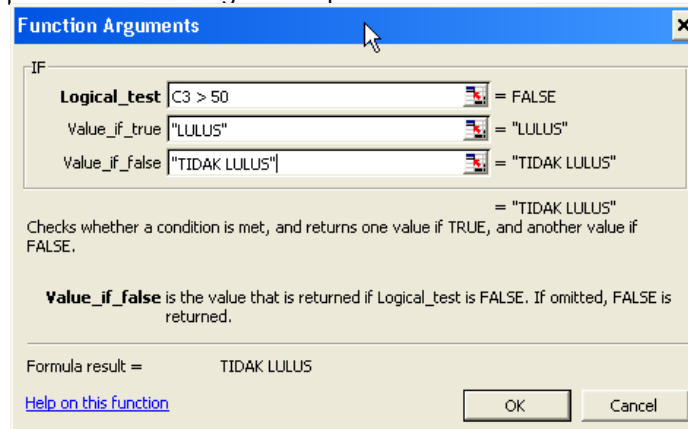 Function Arguments
IF
Logical_test C3 > 50 = FALSE
Value_if_true "LULUS" = "LULUS"
Value_if_false "TIDAK LULUS" = "TIDAK LULUS"
= "TIDAK LULUS"
Checks whether a condition is met, and returns one value if TRUE, and another value if
FALSE.
Value_if_false is the value that is returned if Logical_test is FALSE. If omitted, FALSE is
returned.
Formula result = TIDAK LULUS
Help on this function OK Cancel